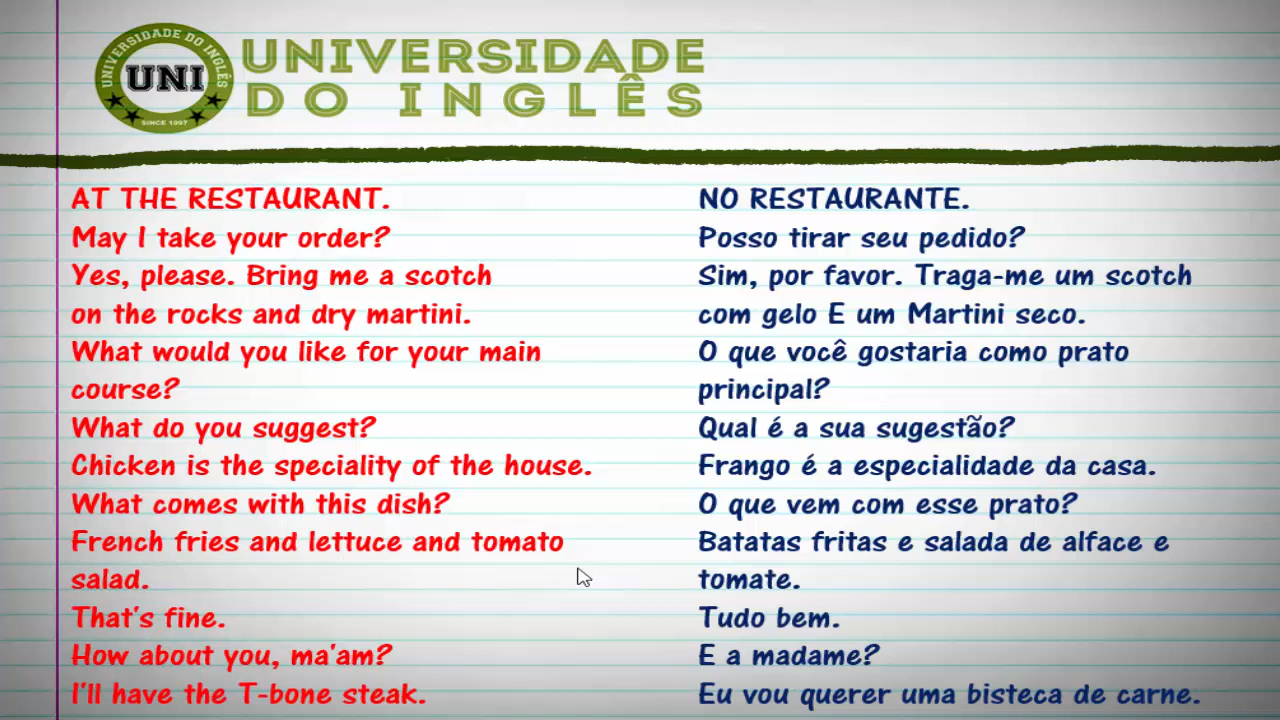 UNIVERSIDADE DO INGLÊS
UNI
SINCE 1997
UNIVERSIDADE
DO INGLÊS
AT THE RESTAURANT.
May I take your order?
Yes, please. Bring me a scotch
on the rocks and dry martini.
What would you like for your main
course?
What do you suggest?
Chicken is the speciality of the house.
What comes with this dish?
French fries and lettuce and tomato
salad.
That's fine.
How about you, ma'am?
I'll have the T-bone steak.
NO RESTAURANTE.
Posso tirar seu pedido?
Sim, por favor. Traga-me um scotch
com gelo E um Martini seco.
O que você gostaria como prato
principal?
Qual é a sua sugestão?
Frango é a especialidade da casa.
O que vem com esse prato?
Batatas fritas e salada de alface e
tomate.
Tudo bem.
E a madame?
Eu vou querer uma bisteca de carne.